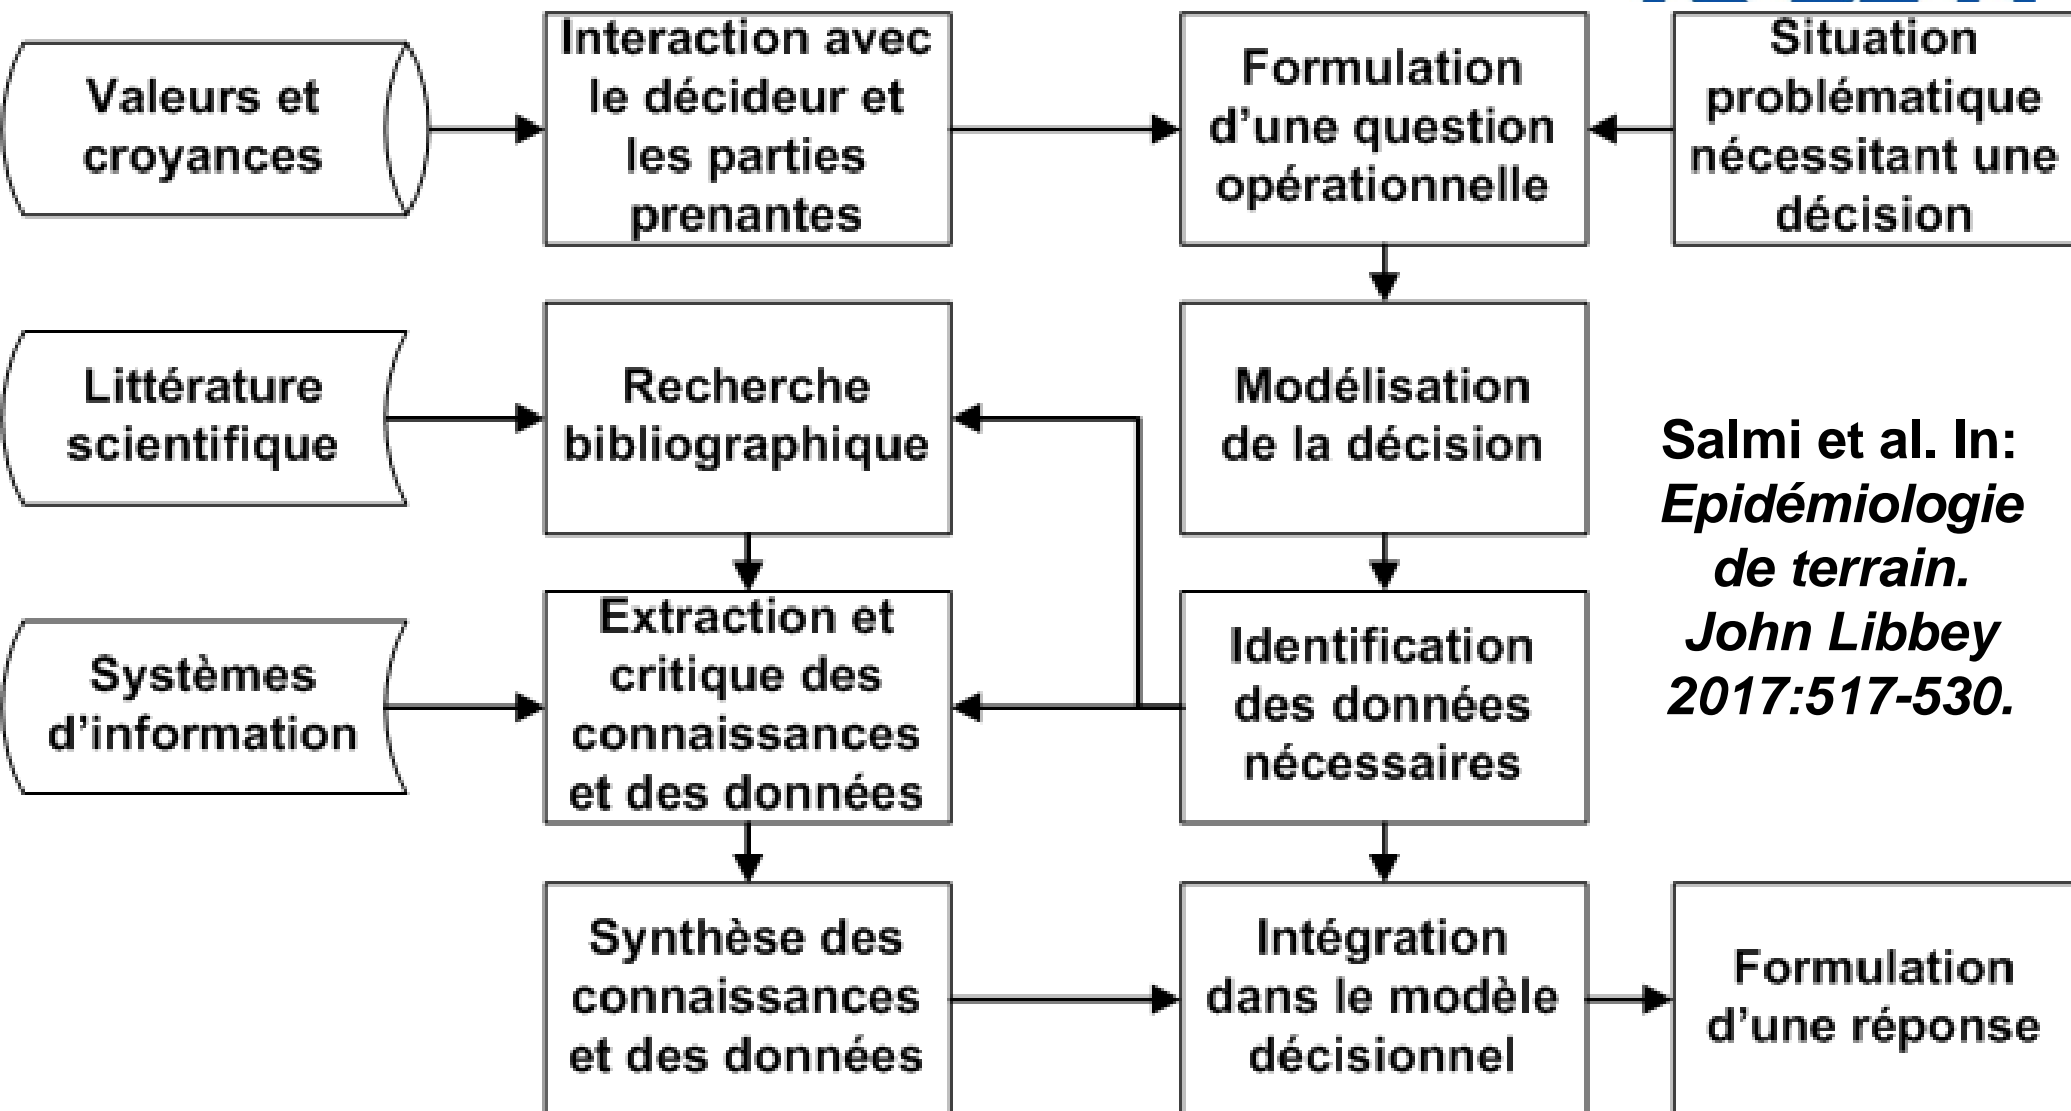 Valeurs et
croyances
Interaction avec
le décideur et
les parties
prenantes
Formulation
d’une question
opérationnelle
Situation
problématique
nécessitant une
décision
Littérature
scientifique
Recherche
bibliographique
Modélisation
de la décision
Salmi et al. In:
Epidémiologie
de terrain.
John Libbey
2017:517-530.
Systèmes
d’information
Extraction et
critique des
connaissances
et des données
Identification
des données
nécessaires
Synthèse des
connaissances
et des données
Intégration
dans le modèle
décisionnel
Formulation
d’une réponse